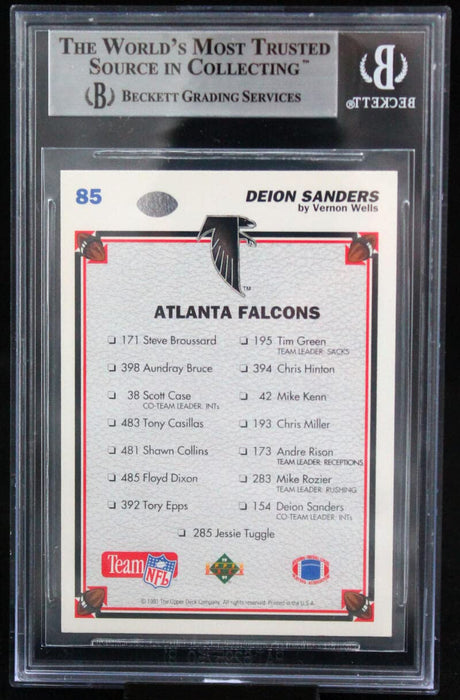 THE WORLD'S MOST TRUSTED
SOURCE IN COLLECTING™
(B) BECKETT GRADING SERVICES
B
BECKETT®
85
DEION SANDERS
by Vernon Wells
TM
ATLANTA FALCONS
171 Steve Broussard
398 Aundray Bruce
38 Scott Case
CO-TEAM LEADER: INTs
483 Tony Casillas
481 Shawn Collins
485 Floyd Dixon
392 Tory Epps
195 Tim Green
TEAM LEADER: SACKS
394 Chris Hinton
42 Mike Kenn
193 Chris Miller
173 Andre Rison
TEAM LEADER: RECEPTIONS
283 Mike Rozier
TEAM LEADER: RUSHING
154 Deion Sanders
CO-TEAM LEADER: INTs
285 Jessie Tuggle
Team NFL
© 1991 The Upper Deck Company. All rights reserved. Printed in the U.S.A.